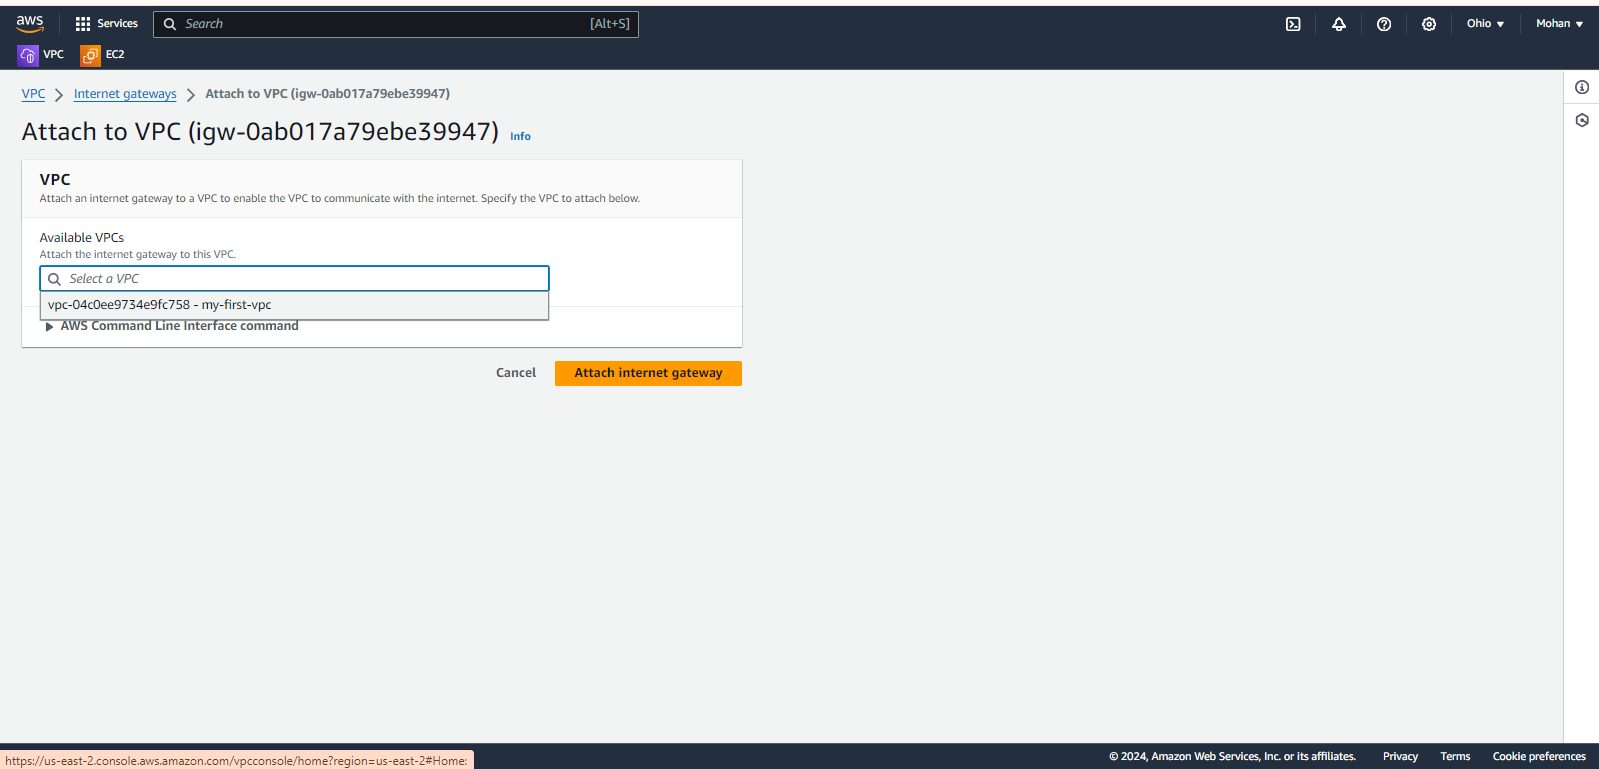 aws
Services
Search
[Alt+S]
Ohio
Mohan
VPC
EC2
VPC
Internet gateways
Attach to VPC (igw-0ab017a79ebe39947)
Attach to VPC (igw-0ab017a79ebe39947)
Info
VPC
Attach an internet gateway to a VPC to enable the VPC to communicate with the internet. Specify the VPC to attach below.
Available VPCs
Attach the internet gateway to this VPC.
Select a VPC
vpc-04c0ee9734e9fc758 - my-first-vpc
AWS Command Line Interface command
Cancel
Attach internet gateway
© 2024, Amazon Web Services, Inc. or its affiliates.
Privacy
Terms
Cookie preferences
https://us-east-2.console.aws.amazon.com/vpcconsole/home?region=us-east-2#Home: